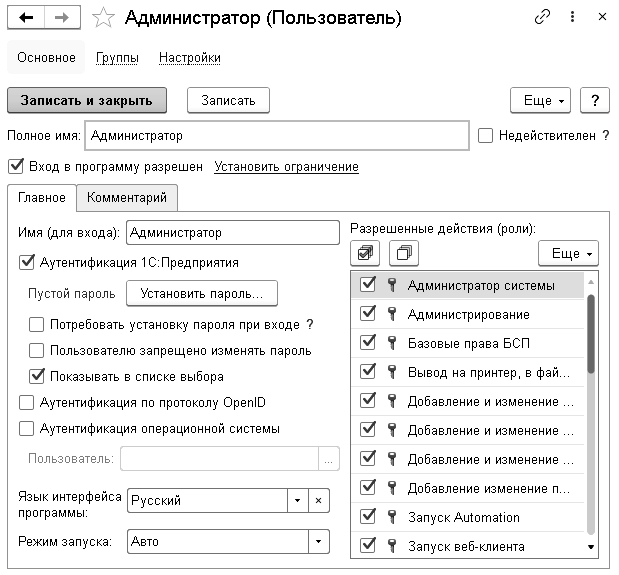 Администратор (Пользователь)
Основное Группы Настройки
Записать и закрыть Записать Еще ?
Полное имя: Администратор Недействителен ?
Вход в программу разрешен Установить ограничение
Главное Комментарий
Имя (для входа): Администратор
Аутентификация 1С:Предприятия
Пустой пароль Установить пароль...
Потребовать установку пароля при входе ?
Пользователю запрещено изменять пароль
Показывать в списке выбора
Аутентификация по протоколу OpenID
Аутентификация операционной системы
Пользователь: ...
Язык интерфейса
программы: Русский
Режим запуска: Авто
Разрешенные действия (роли):
Еще
Администратор системы
Администрирование
Базовые права БСП
Вывод на принтер, в фай...
Добавление и изменение ...
Добавление и изменение ...
Добавление и изменение ...
Добавление изменение п...
Запуск Automation
Запуск веб-клиента